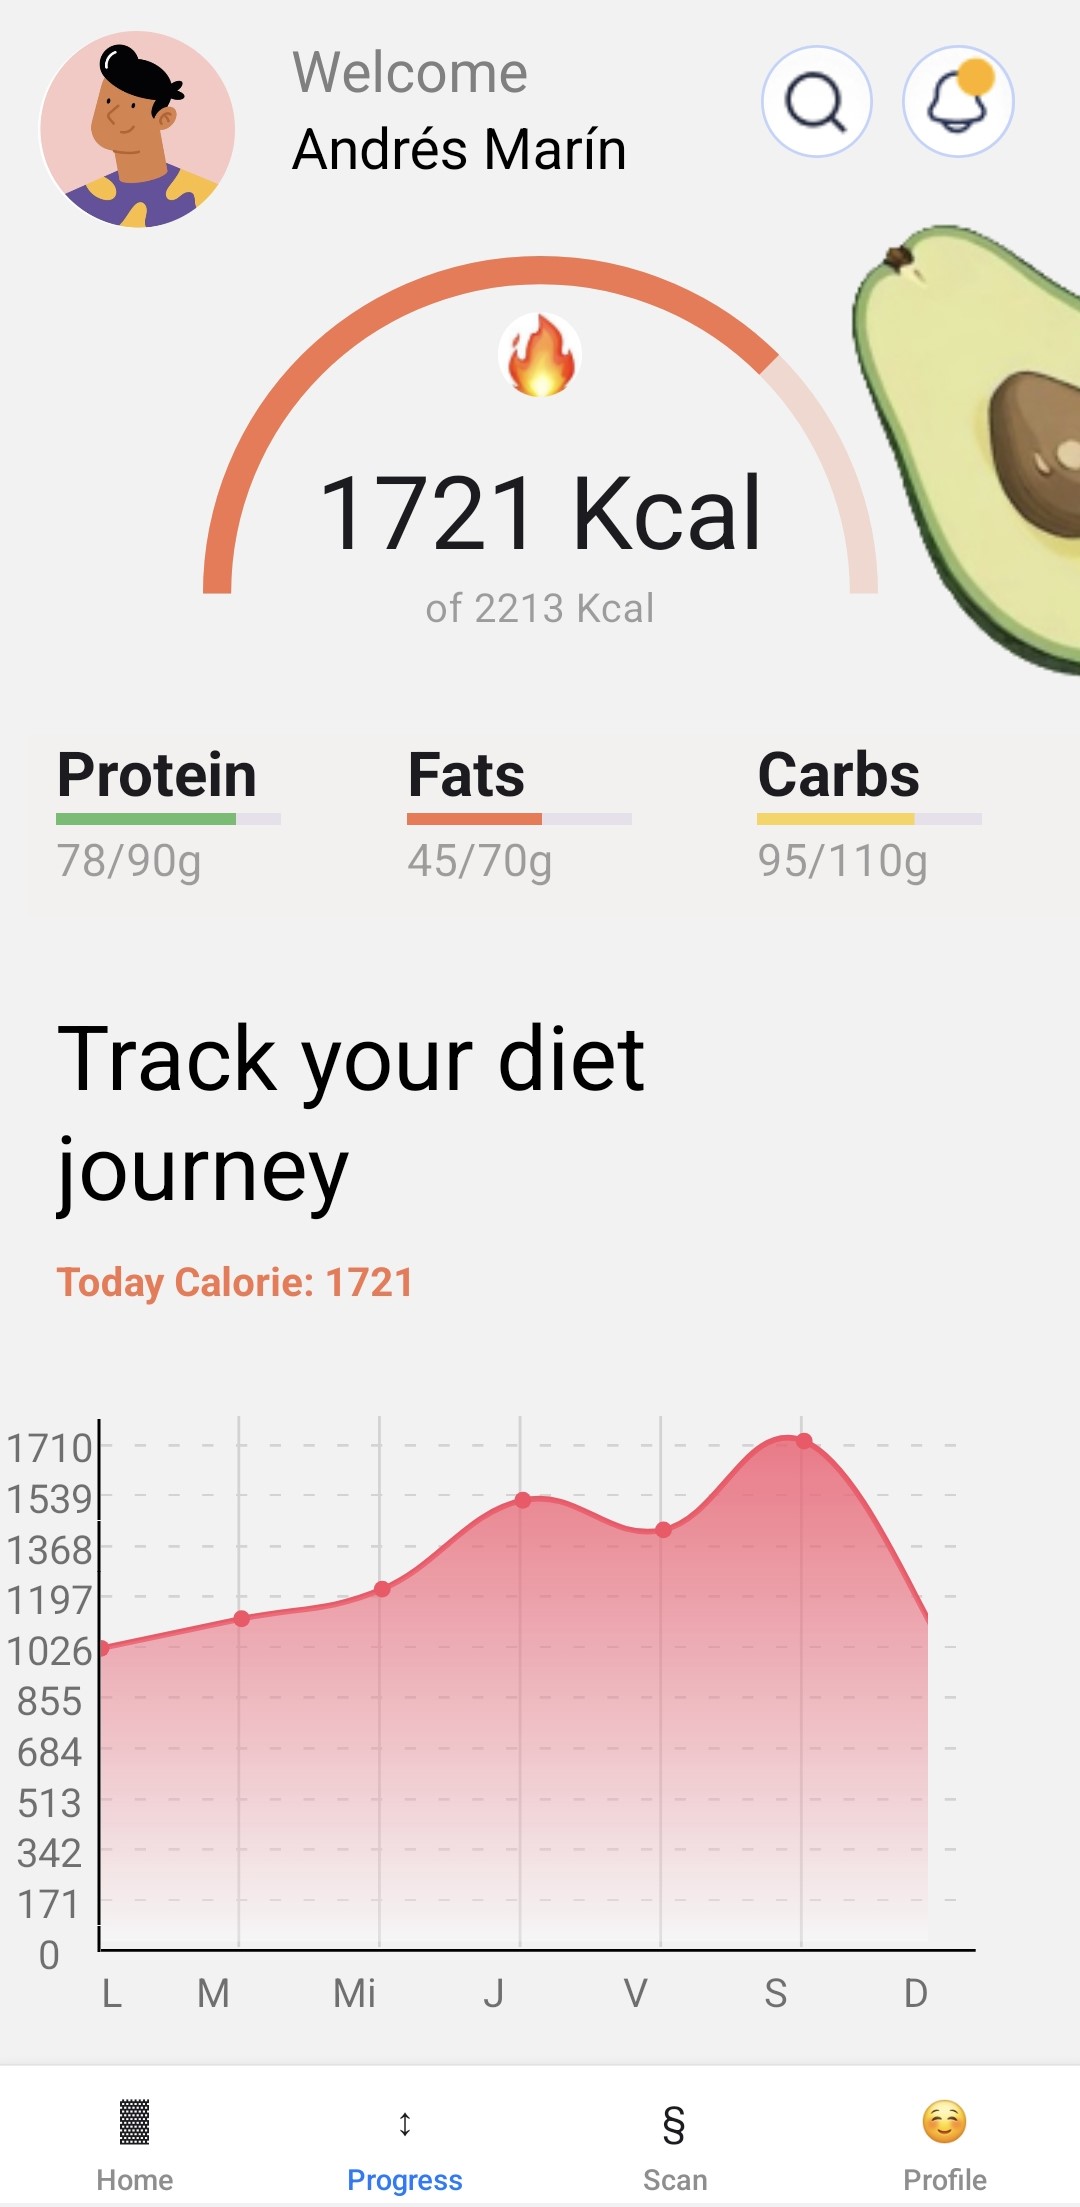 Welcome
Andrés Marín
1721 Kcal
of 2213 Kcal
Protein Fats Carbs
78/90g 45/70g 95/110g
Track your diet
journey
Today Calorie: 1721
1710
1539
1368
1197
1026
855
684
513
342
171
0
L M Mi J V S D
▓ ↕ §
Home Progress Scan Profile